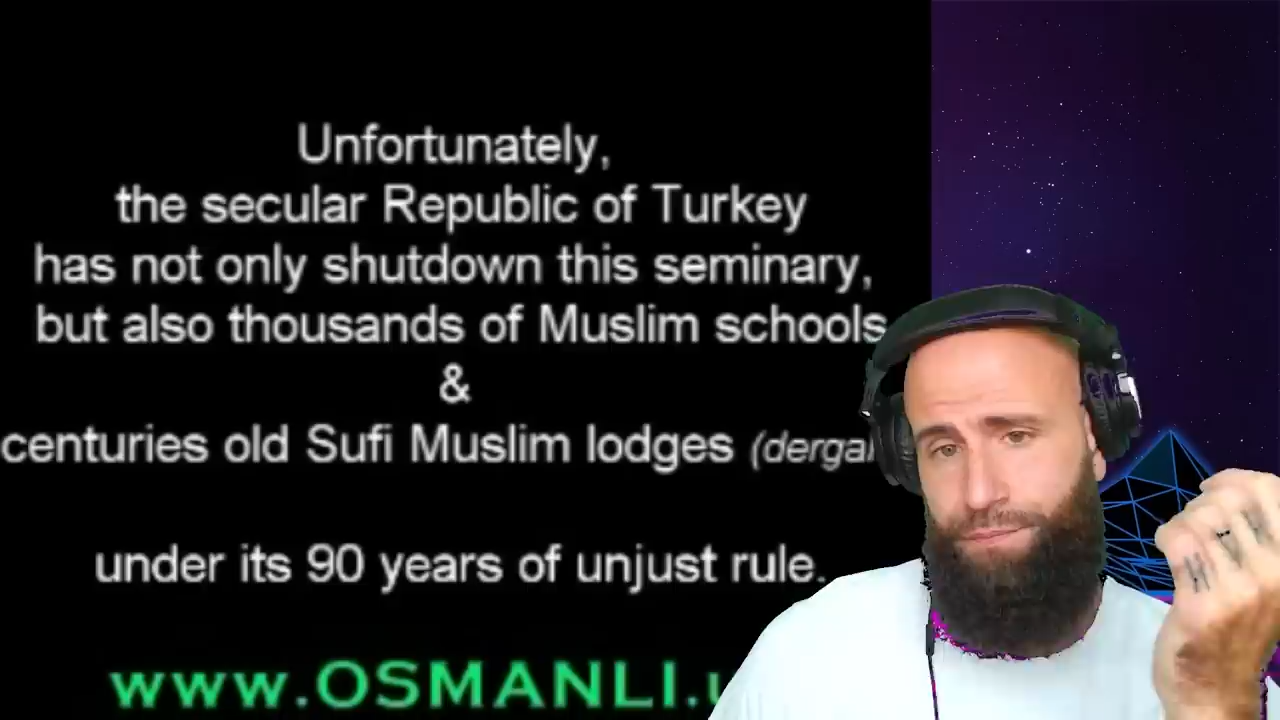 Unfortunately,
the secular Republic of Turkey
has not only shutdown this seminary,
but also thousands of Muslim schools
&
centuries old Sufi Muslim lodges
under its 90 years of unjust rule.
www.OSMANLI.